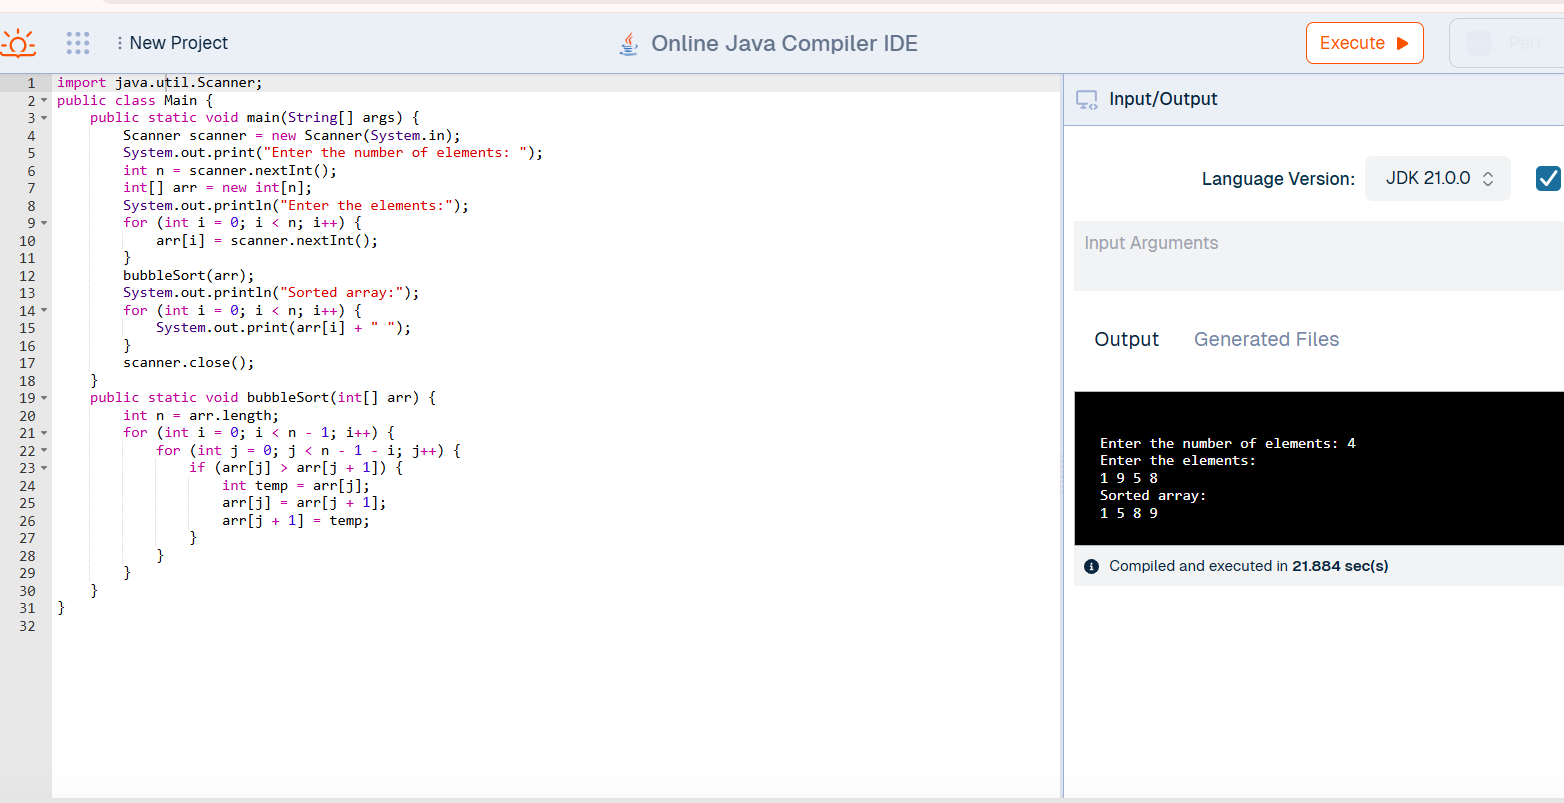 New Project
Online Java Compiler IDE
Execute
Perl
1 import java.util.Scanner;
2 public class Main {
3     public static void main(String[] args) {
4         Scanner scanner = new Scanner(System.in);
5         System.out.print("Enter the number of elements: ");
6         int n = scanner.nextInt();
7         int[] arr = new int[n];
8         System.out.println("Enter the elements:");
9         for (int i = 0; i < n; i++) {
10             arr[i] = scanner.nextInt();
11         }
12         bubbleSort(arr);
13         System.out.println("Sorted array:");
14         for (int i = 0; i < n; i++) {
15             System.out.print(arr[i] + " ");
16         }
17         scanner.close();
18     }
19     public static void bubbleSort(int[] arr) {
20         int n = arr.length;
21         for (int i = 0; i < n - 1; i++) {
22             for (int j = 0; j < n - 1 - i; j++) {
23                 if (arr[j] > arr[j + 1]) {
24                     int temp = arr[j];
25                     arr[j] = arr[j + 1];
26                     arr[j + 1] = temp;
27                 }
28             }
29         }
30     }
31 }
32
Input/Output
Language Version: JDK 21.0.0
Input Arguments
Output Generated Files
Enter the number of elements: 4
Enter the elements:
1 9 5 8
Sorted array:
1 5 8 9
Compiled and executed in 21.884 sec(s)